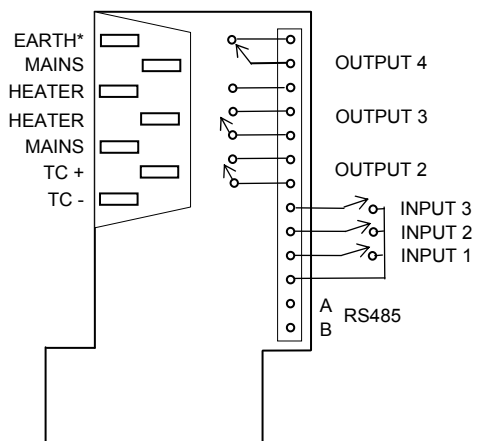 EARTH*
MAINS
HEATER
HEATER
MAINS
TC +
TC -
OUTPUT 4
OUTPUT 3
OUTPUT 2
INPUT 3
INPUT 2
INPUT 1
A
B
RS485